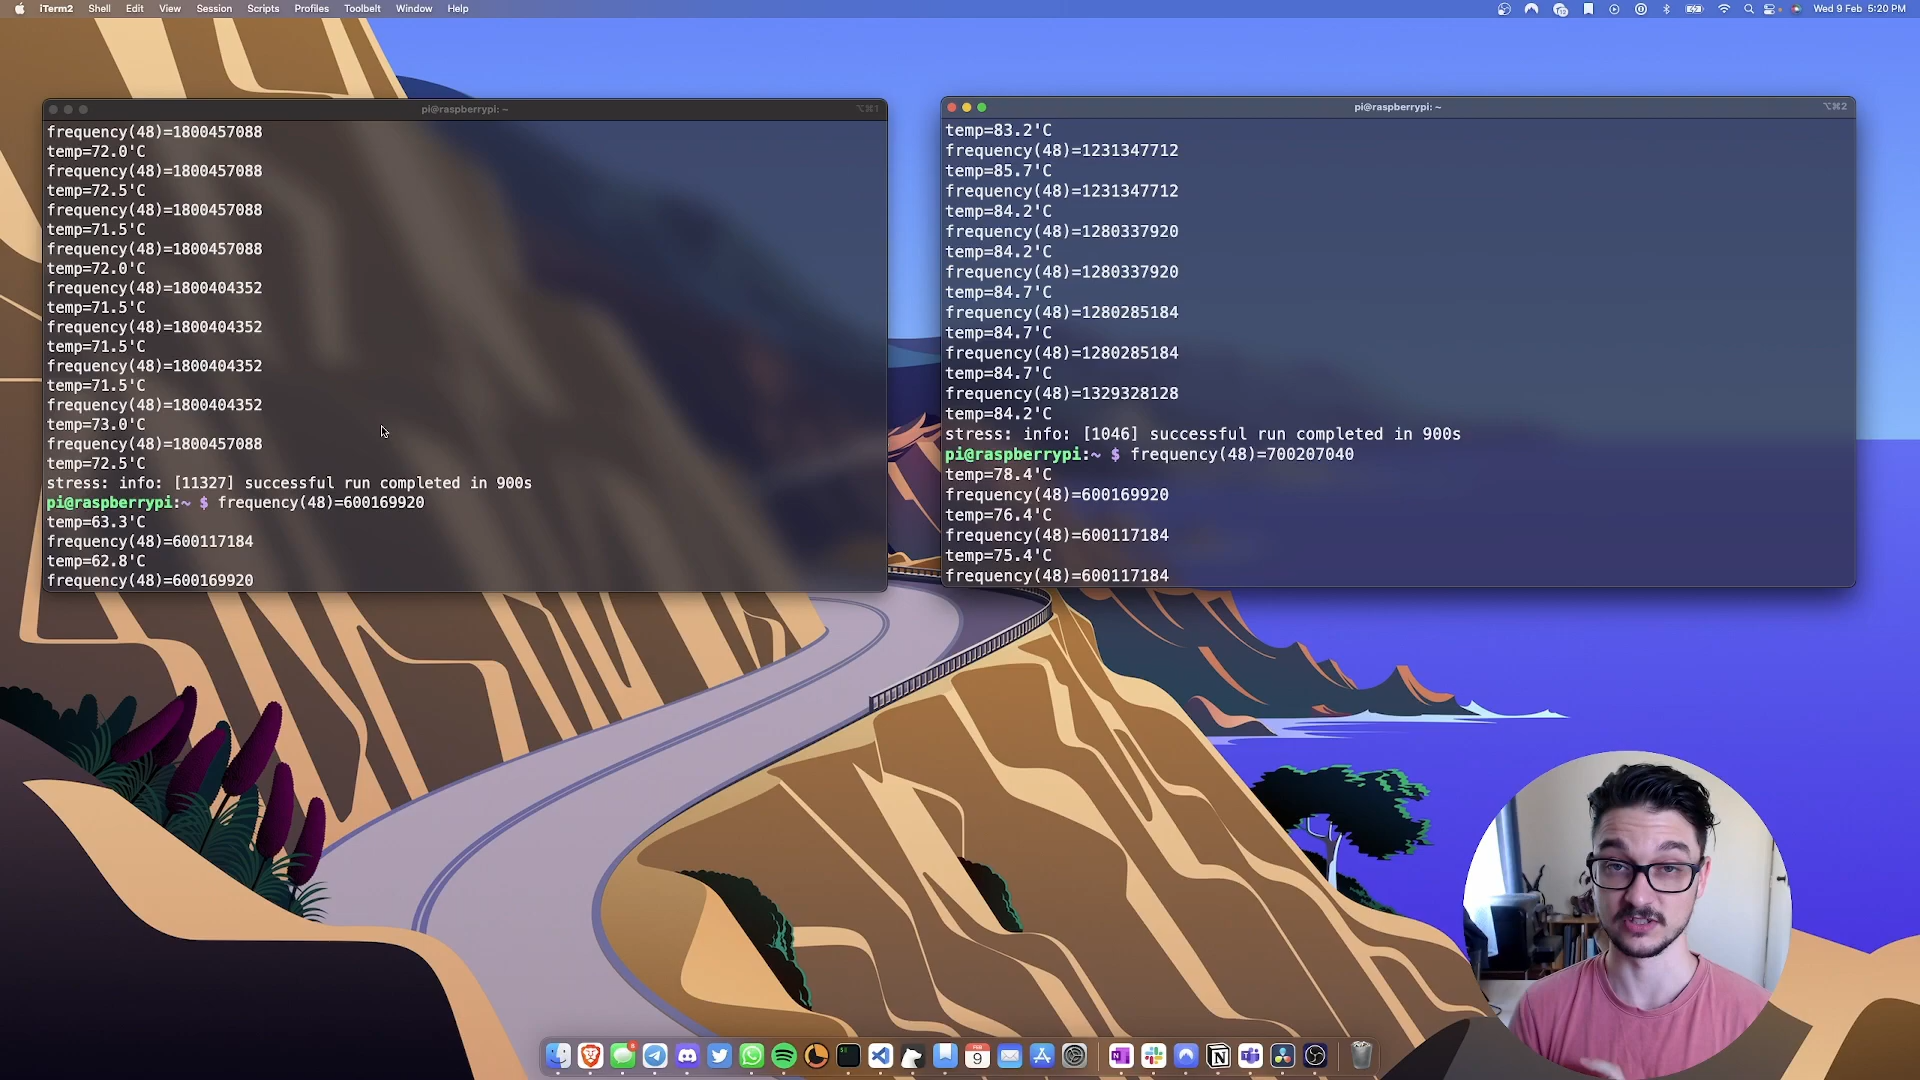 iTerm2 Shell Edit View Session Scripts Profiles Toolbelt Window Help
Wed 9 Feb 5:20 PM
pi@raspberrypi: ~
⌥⌘1
frequency(48)=1800457088
temp=72.0'C
frequency(48)=1800457088
temp=72.5'C
frequency(48)=1800457088
temp=71.5'C
frequency(48)=1800457088
temp=72.0'C
frequency(48)=1800404352
temp=71.5'C
frequency(48)=1800404352
temp=71.5'C
frequency(48)=1800404352
temp=71.5'C
frequency(48)=1800404352
temp=73.0'C
frequency(48)=1800457088
temp=72.5'C
stress: info: [11327] successful run completed in 900s
pi@raspberrypi:~ $ frequency(48)=600169920
temp=63.3'C
frequency(48)=600117184
temp=62.8'C
frequency(48)=600169920
pi@raspberrypi: ~
⌥⌘2
temp=83.2'C
frequency(48)=1231347712
temp=85.7'C
frequency(48)=1231347712
temp=84.2'C
frequency(48)=1280337920
temp=84.2'C
frequency(48)=1280337920
temp=84.7'C
frequency(48)=1280285184
temp=84.7'C
frequency(48)=1280285184
temp=84.7'C
frequency(48)=1329328128
temp=84.2'C
stress: info: [1046] successful run completed in 900s
pi@raspberrypi:~ $ frequency(48)=700207040
temp=78.4'C
frequency(48)=600169920
temp=76.4'C
frequency(48)=600117184
temp=75.4'C
frequency(48)=600117184
9